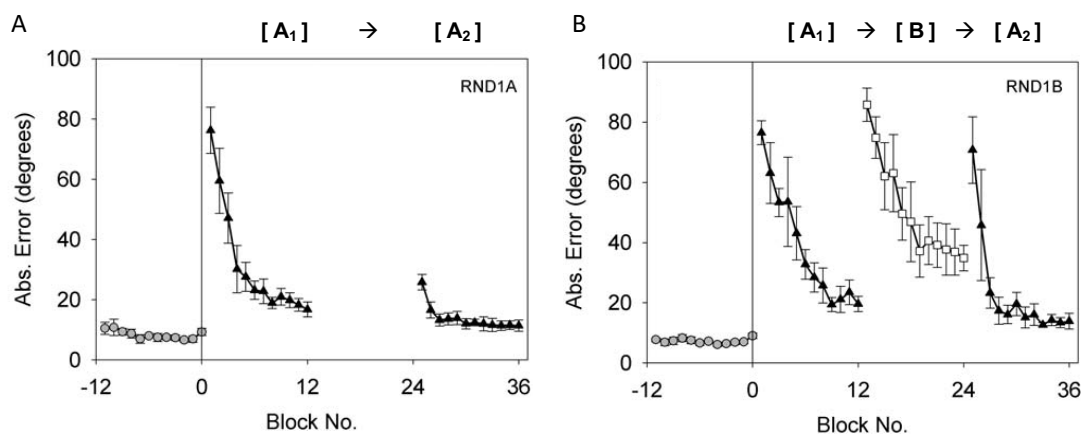 A
[ A₁ ] → [ A₂ ]
100
80
60
40
20
0
Abs. Error (degrees)
RND1A
-12 0 12 24 36
Block No.
B
[ A₁ ] → [ B ] → [ A₂ ]
100
80
60
40
20
0
Abs. Error (degrees)
RND1B
-12 0 12 24 36
Block No.